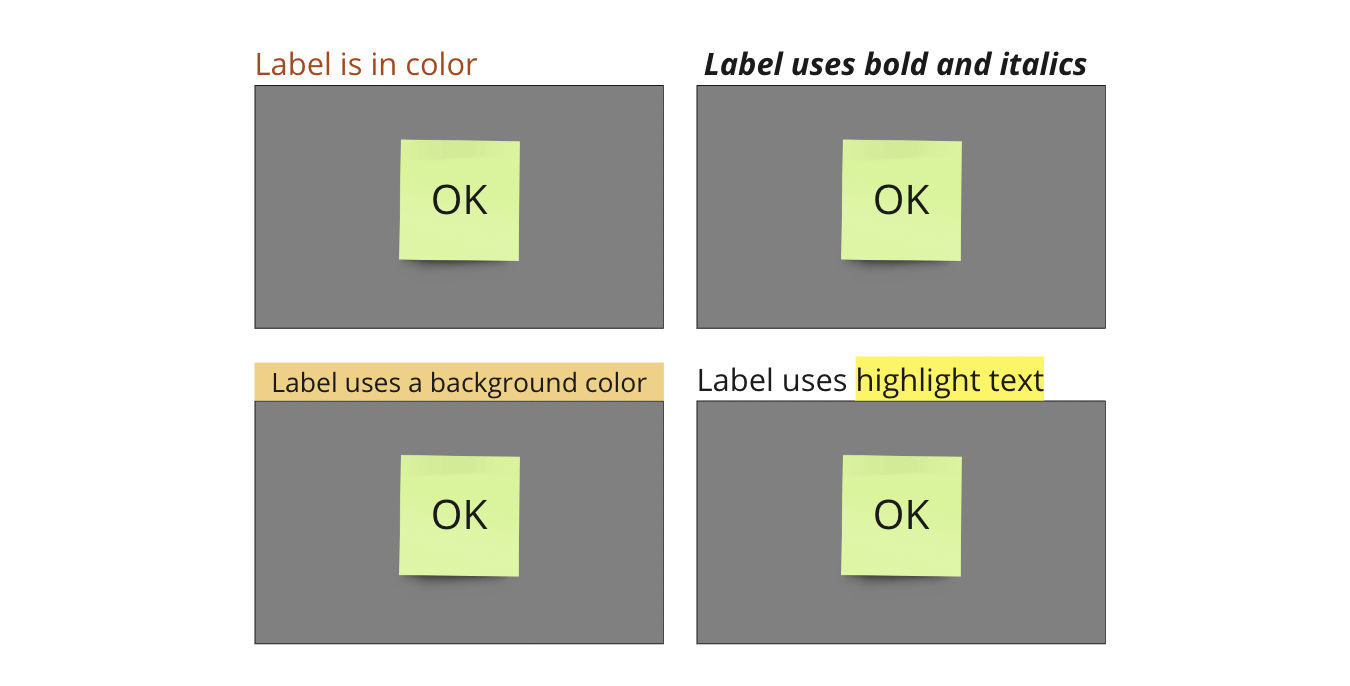 Label is in color
Label uses bold and italics
OK
OK
Label uses a background color
Label uses highlight text
OK
OK